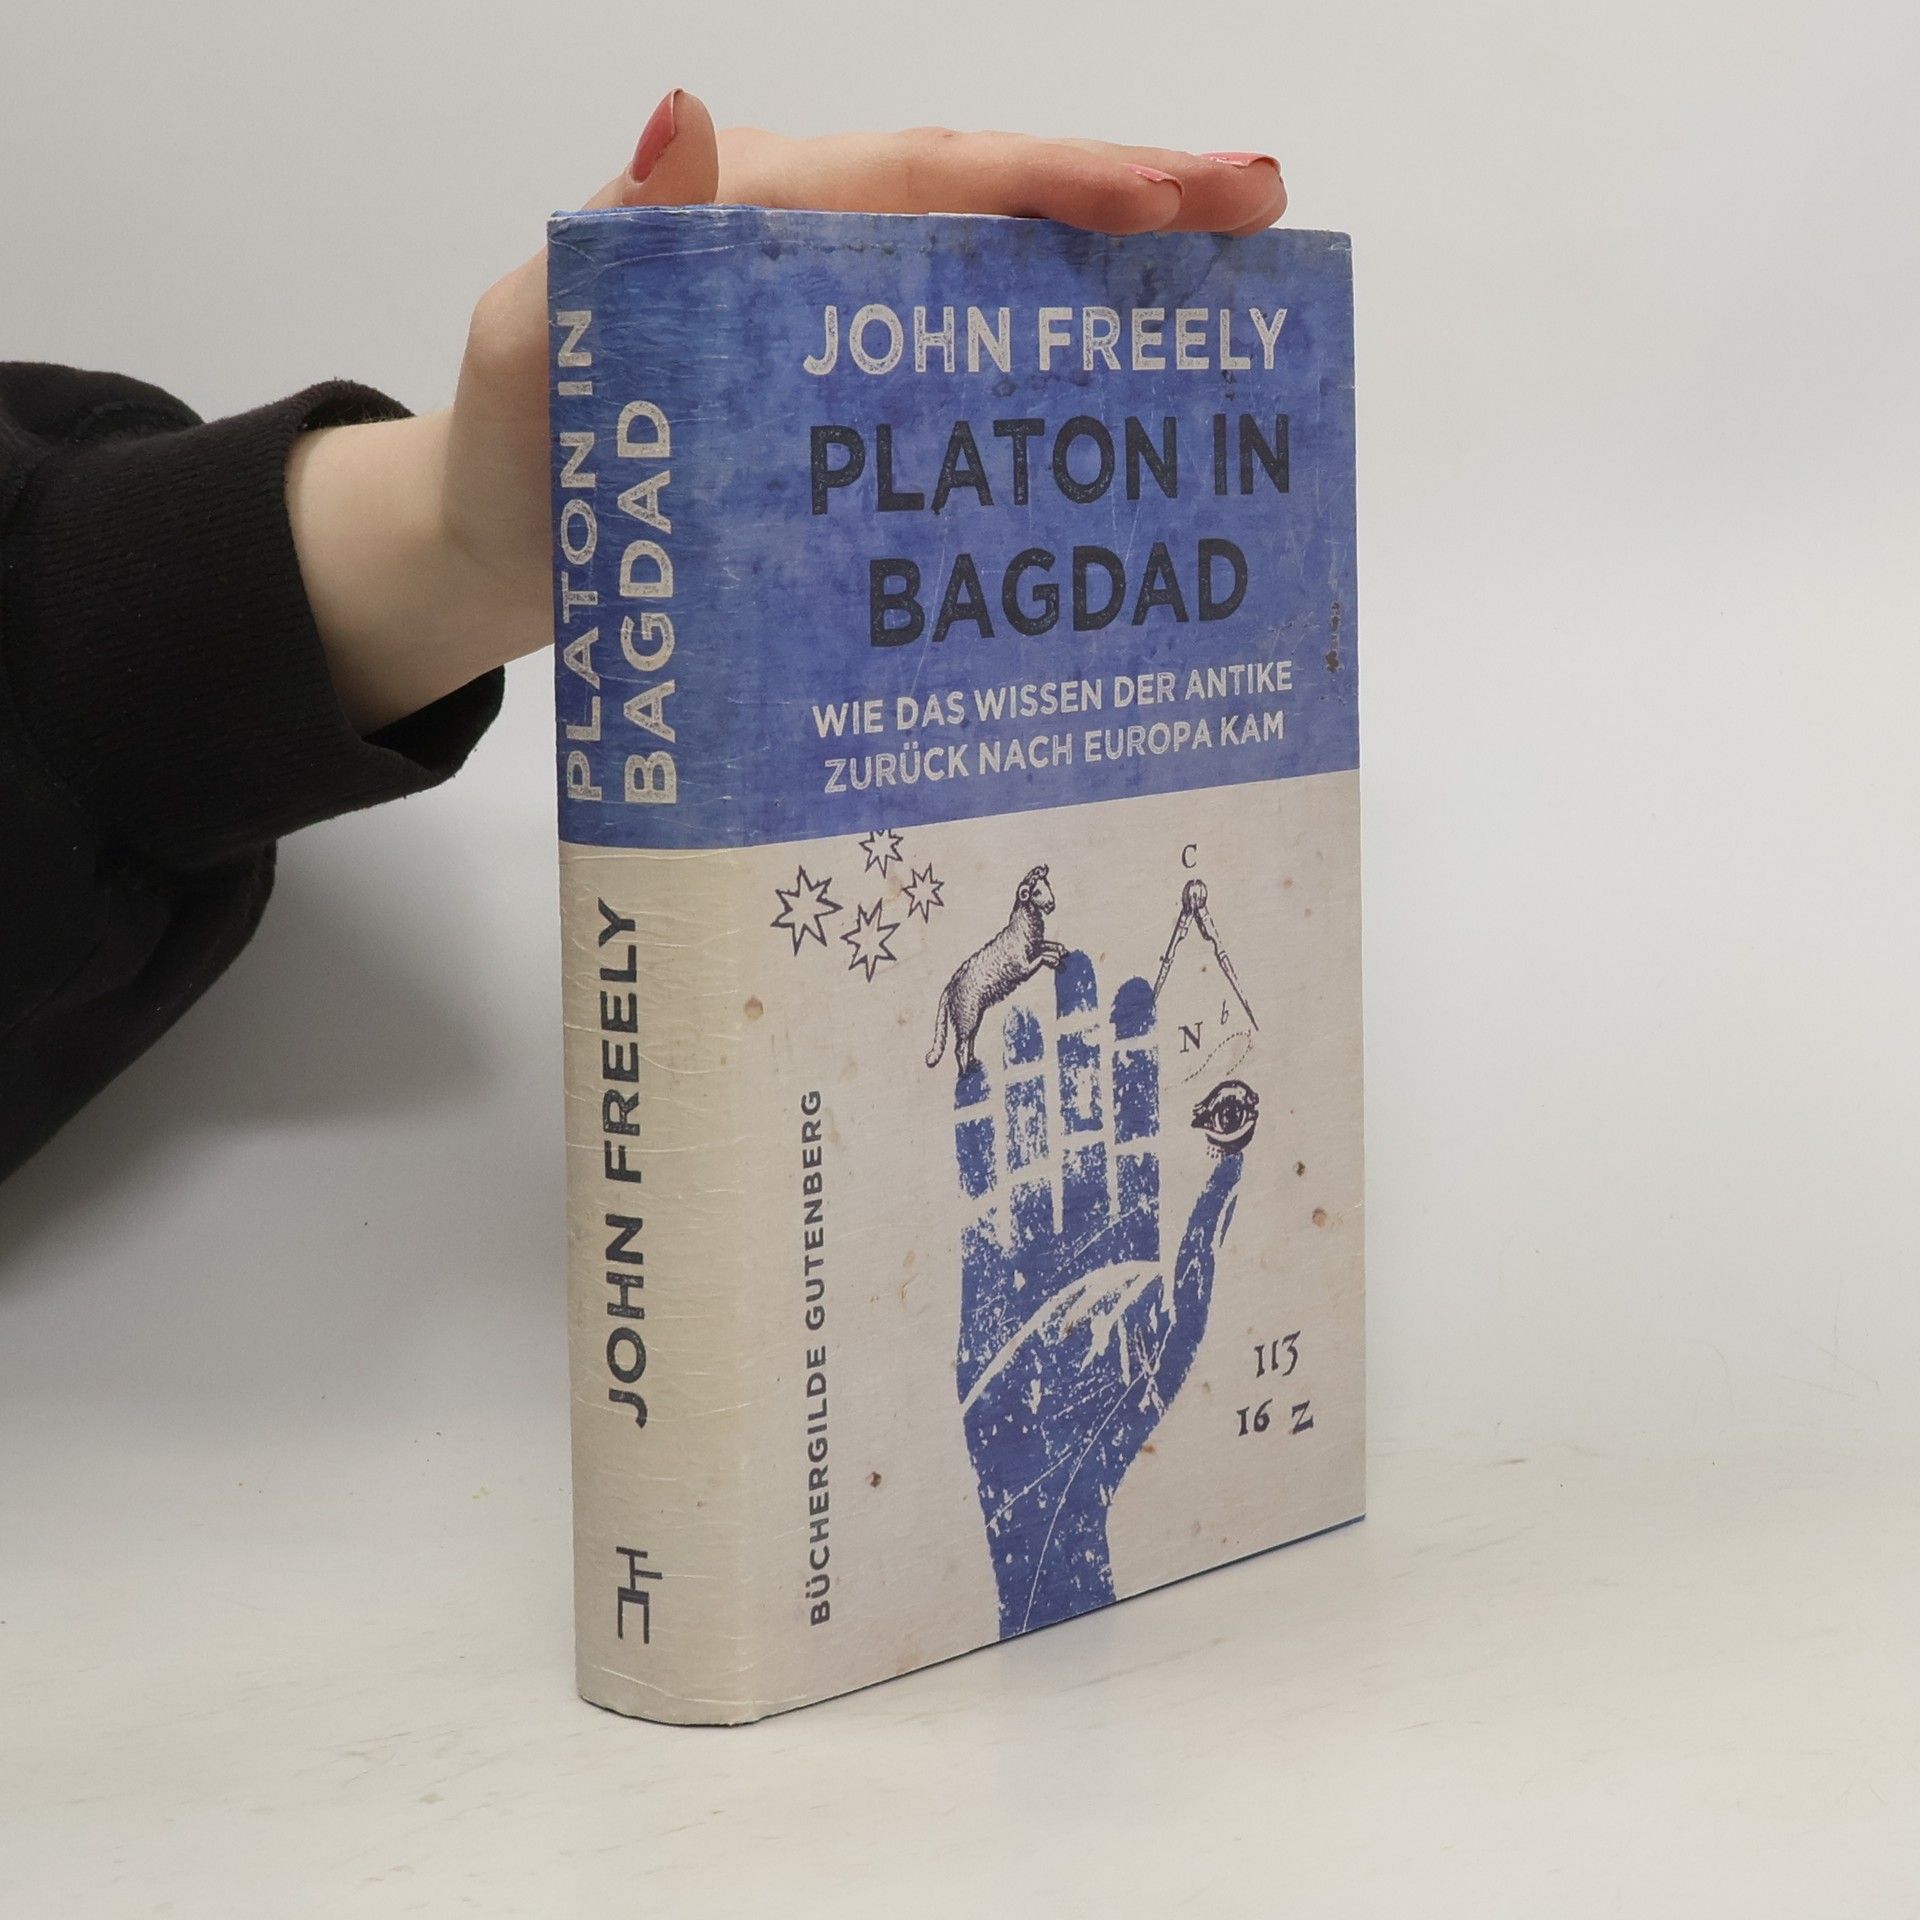 PLATON IN
BAGDAD
JOHN FREELY
JOHN FREELY
PLATON IN
BAGDAD
WIE DAS WISSEN DER ANTIKE
ZURÜCK NACH EUROPA KAM
C
N b
113
16 Z
BÜCHERGILDE GUTENBERG